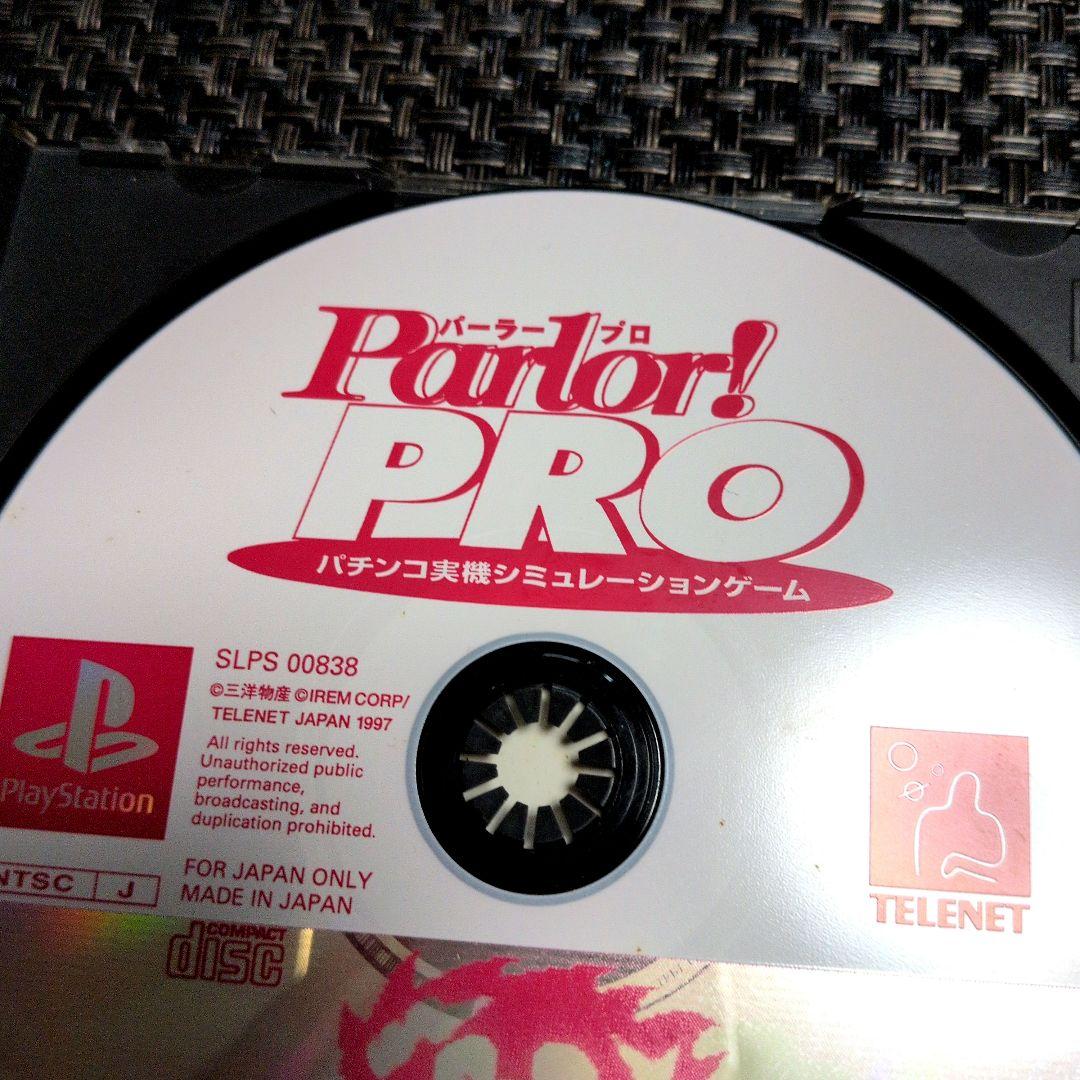 パーラープロ
Parlor!
PRO
パチンコ実機シミュレーションゲーム
SLPS 00838
©三洋物産 ©IREM CORP/
TELENET JAPAN 1997
All rights reserved.
Unauthorized public
performance,
broadcasting, and
duplication prohibited.
PlayStation
NTSC J
FOR JAPAN ONLY
MADE IN JAPAN
COMPACT
disc
TELENET